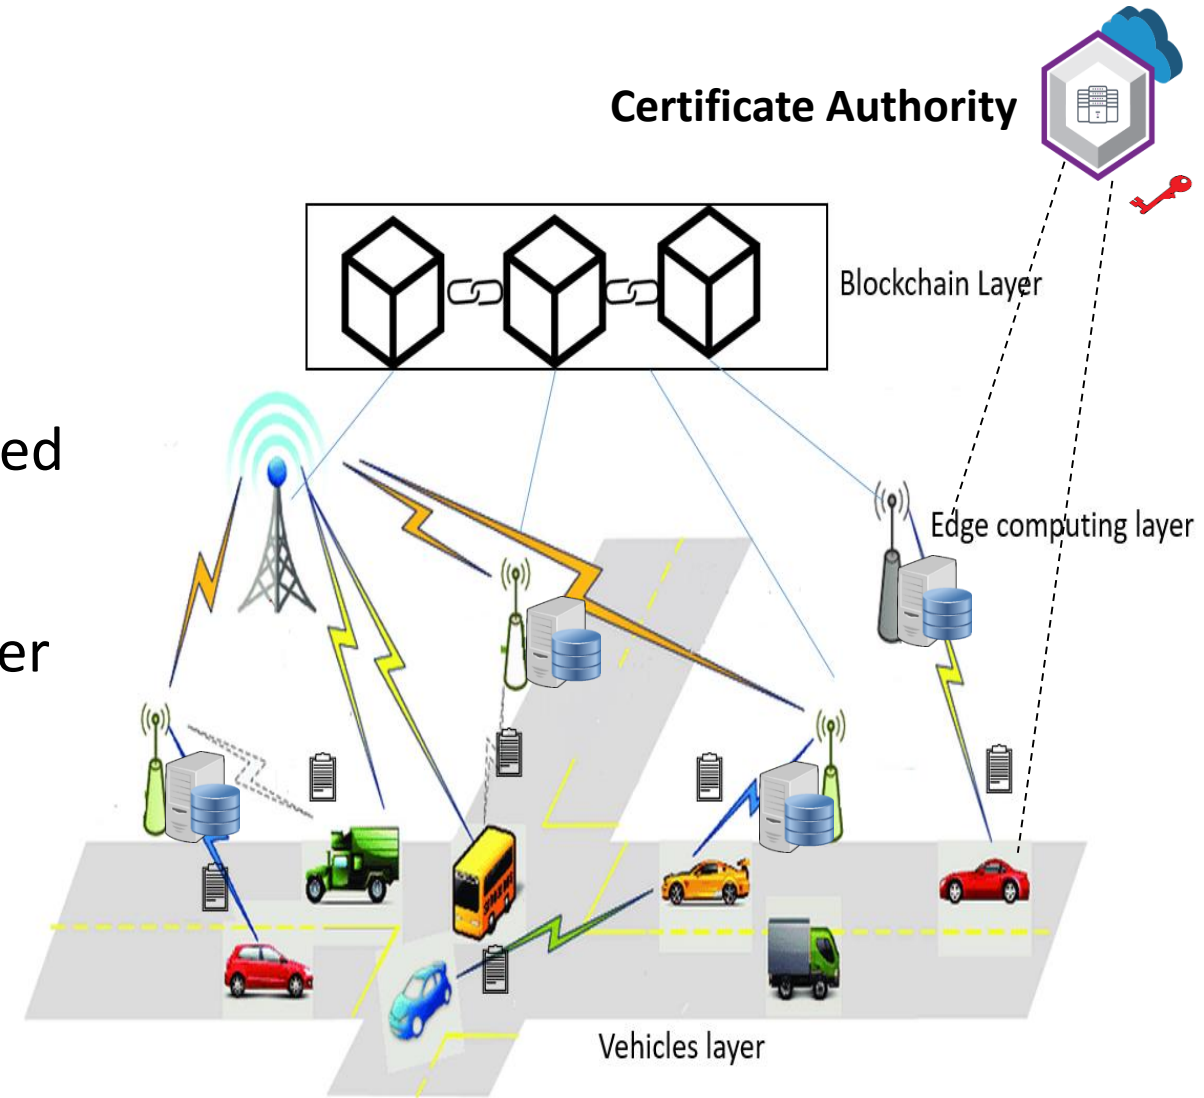 Certificate Authority
Blockchain Layer
ed
Edge computing layer
er
Vehicles layer